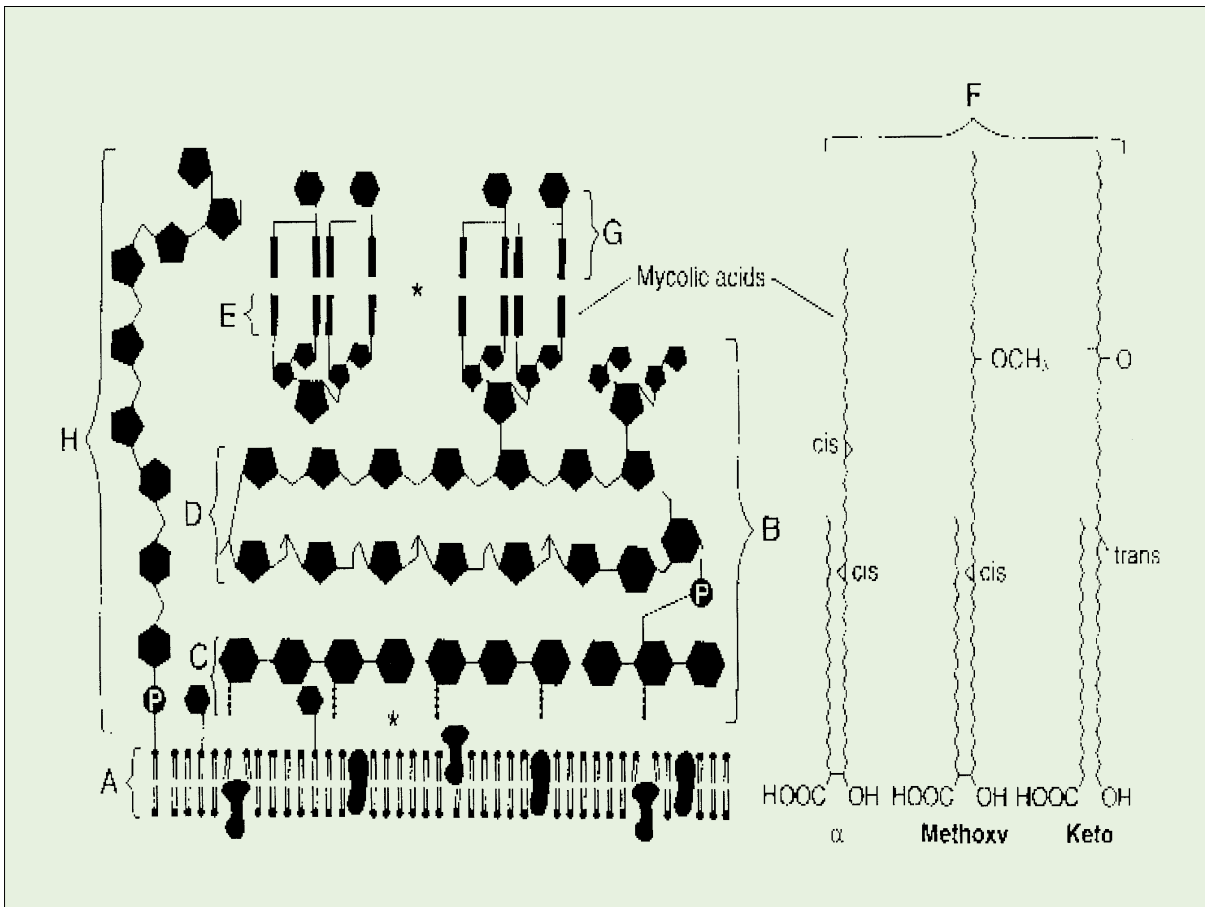 F
H
G
Mycolic acids
E
*
OCH₃
O
cis
D
B
cis
cis
trans
P
C
P
*
A
HOOC OH HOOC OH HOOC OH
α Methoxy Keto